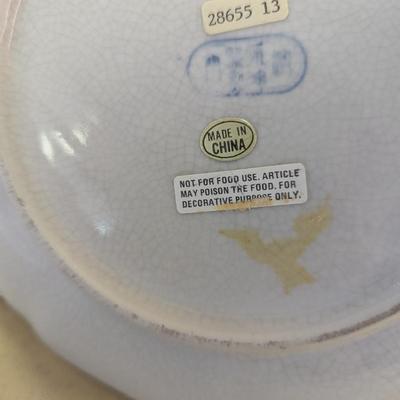 28655 13
MADE IN
CHINA
NOT FOR FOOD USE. ARTICLE
MAY POISON THE FOOD. FOR
DECORATIVE PURPOSE ONLY.